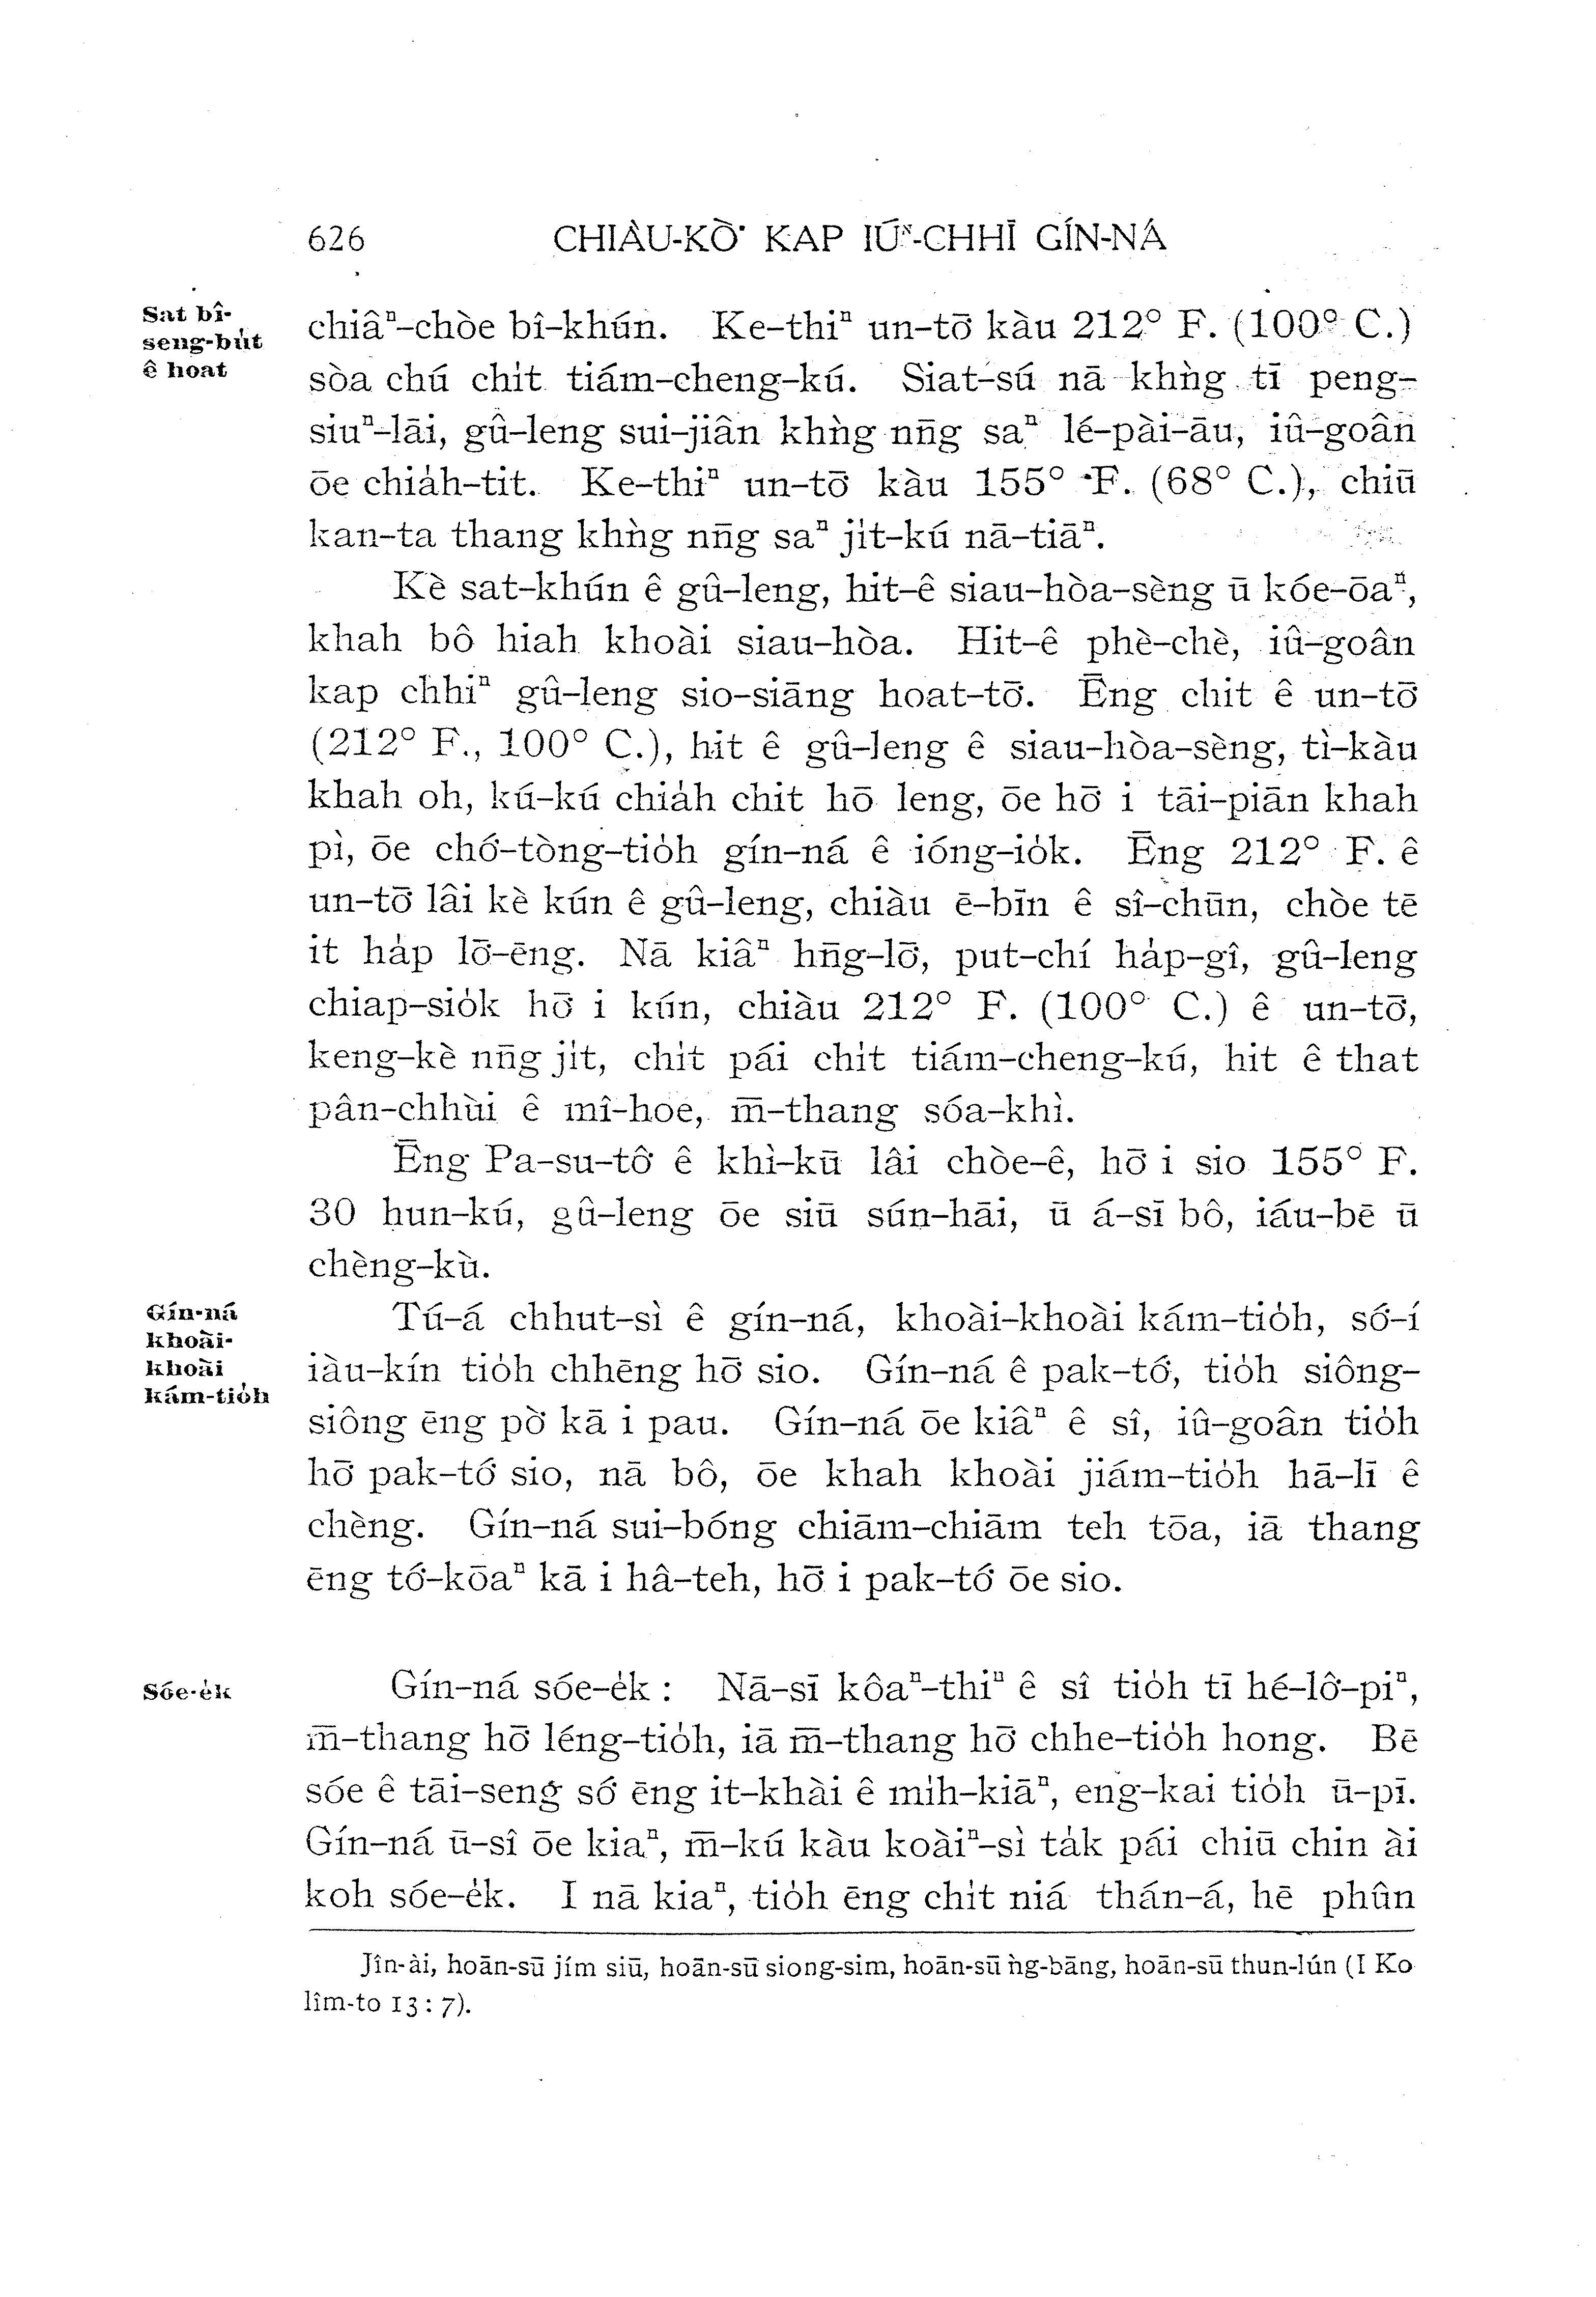 626 CHIÀU-KÒ͘ KAP IÚᴺ-CHHĪ GÍN-NÁ
Sat bî-
seng-bu̍t
ê hoat
chiâⁿ-chòe bî-khún. Ke-thiⁿ un-tō͘ kàu 212° F. (100° C.)
sòa chú chi̍t tiám-cheng-kú. Siat-sú nā khǹg tī peng-
siuⁿ-lāi, gû-leng sui-jiân khǹg nn̄g saⁿ lé-pài-āu, iû-goân
ōe chia̍h-tit. Ke-thiⁿ un-tō͘ kàu 155° F. (68° C.), chiū
kan-ta thang khǹg nn̄g saⁿ ji̍t-kú nā-tiāⁿ.
Kè sat-khún ê gû-leng, hit-ê siau-hòa-sèng ū kóe-ōaⁿ,
khah bô hiah khoài siau-hòa. Hit-ê phè-chè, iû-goân
kap chhiⁿ gû-leng sio-siāng hoat-tō͘. Ēng chit ê un-tō͘
(212° F., 100° C.), hit ê gû-leng ê siau-hòa-sèng, tì-kàu
khah oh, kú-kú chia̍h chit hō leng, ōe hō͘ i tāi-piān khah
pì, ōe chó͘-tòng-tio̍h gín-ná ê ióng-io̍k. Ēng 212° F. ê
un-tō͘ lâi kè kún ê gû-leng, chiàu ē-bīn ê sî-chūn, chòe tē
it ha̍p lō͘-ēng. Nā kiâⁿ hn̄g-lō͘, put-chí ha̍p-gî, gû-leng
chiap-sio̍k hō͘ i kún, chiàu 212° F. (100° C.) ê un-tō͘,
keng-kè nn̄g ji̍t, chi̍t pái chi̍t tiám-cheng-kú, hit ê that
pân-chhùi ê mî-hoe, m̄-thang sóa-khì.
Ēng Pa-su-tô͘ ê khì-kū lâi chòe-ê, hō͘ i sio 155° F.
30 hun-kú, gû-leng ōe siū sún-hāi, ū á-sī bô, iáu-bē ū
chèng-kù.
Gín-ná
khoài-
khoài
kám-tio̍h
Tú-á chhut-sì ê gín-ná, khoài-khoài kám-tio̍h, só͘-í
iàu-kín tio̍h chhēng hō͘ sio. Gín-ná ê pak-tó͘, tio̍h siông-
siông ēng pò͘ kā i pau. Gín-ná ōe kiâⁿ ê sî, iû-goân tio̍h
hō͘ pak-tó͘ sio, nā bô, ōe khah khoài jiám-tio̍h hā-lī ê
chèng. Gín-ná sui-bóng chiām-chiām teh tōa, iā thang
ēng tó͘-kōaⁿ kā i hâ-teh, hō͘ i pak-tó͘ ōe sio.
Sóe-e̍k
Gín-ná sóe-e̍k : Nā-sī kôaⁿ-thiⁿ ê sî tio̍h tī hé-lô͘-piⁿ,
m̄-thang hō͘ léng-tio̍h, iā m̄-thang hō͘ chhe-tio̍h hong. Bē
sóe ê tāi-seng só͘ ēng it-khài ê mi̍h-kiāⁿ, eng-kai tio̍h ū-pī.
Gín-ná ū-sî ōe kiaⁿ, m̄-kú kàu koàiⁿ-sì ta̍k pái chiū chin ài
koh sóe-e̍k. I nā kiaⁿ, tio̍h ēng chi̍t niá thán-á, hē phûn
Jîn-ài, hoān-sū jím siū, hoān-sū siong-sim, hoān-sū ǹg-bāng, hoān-sū thun-lún (I Ko
lîm-to 13 : 7).